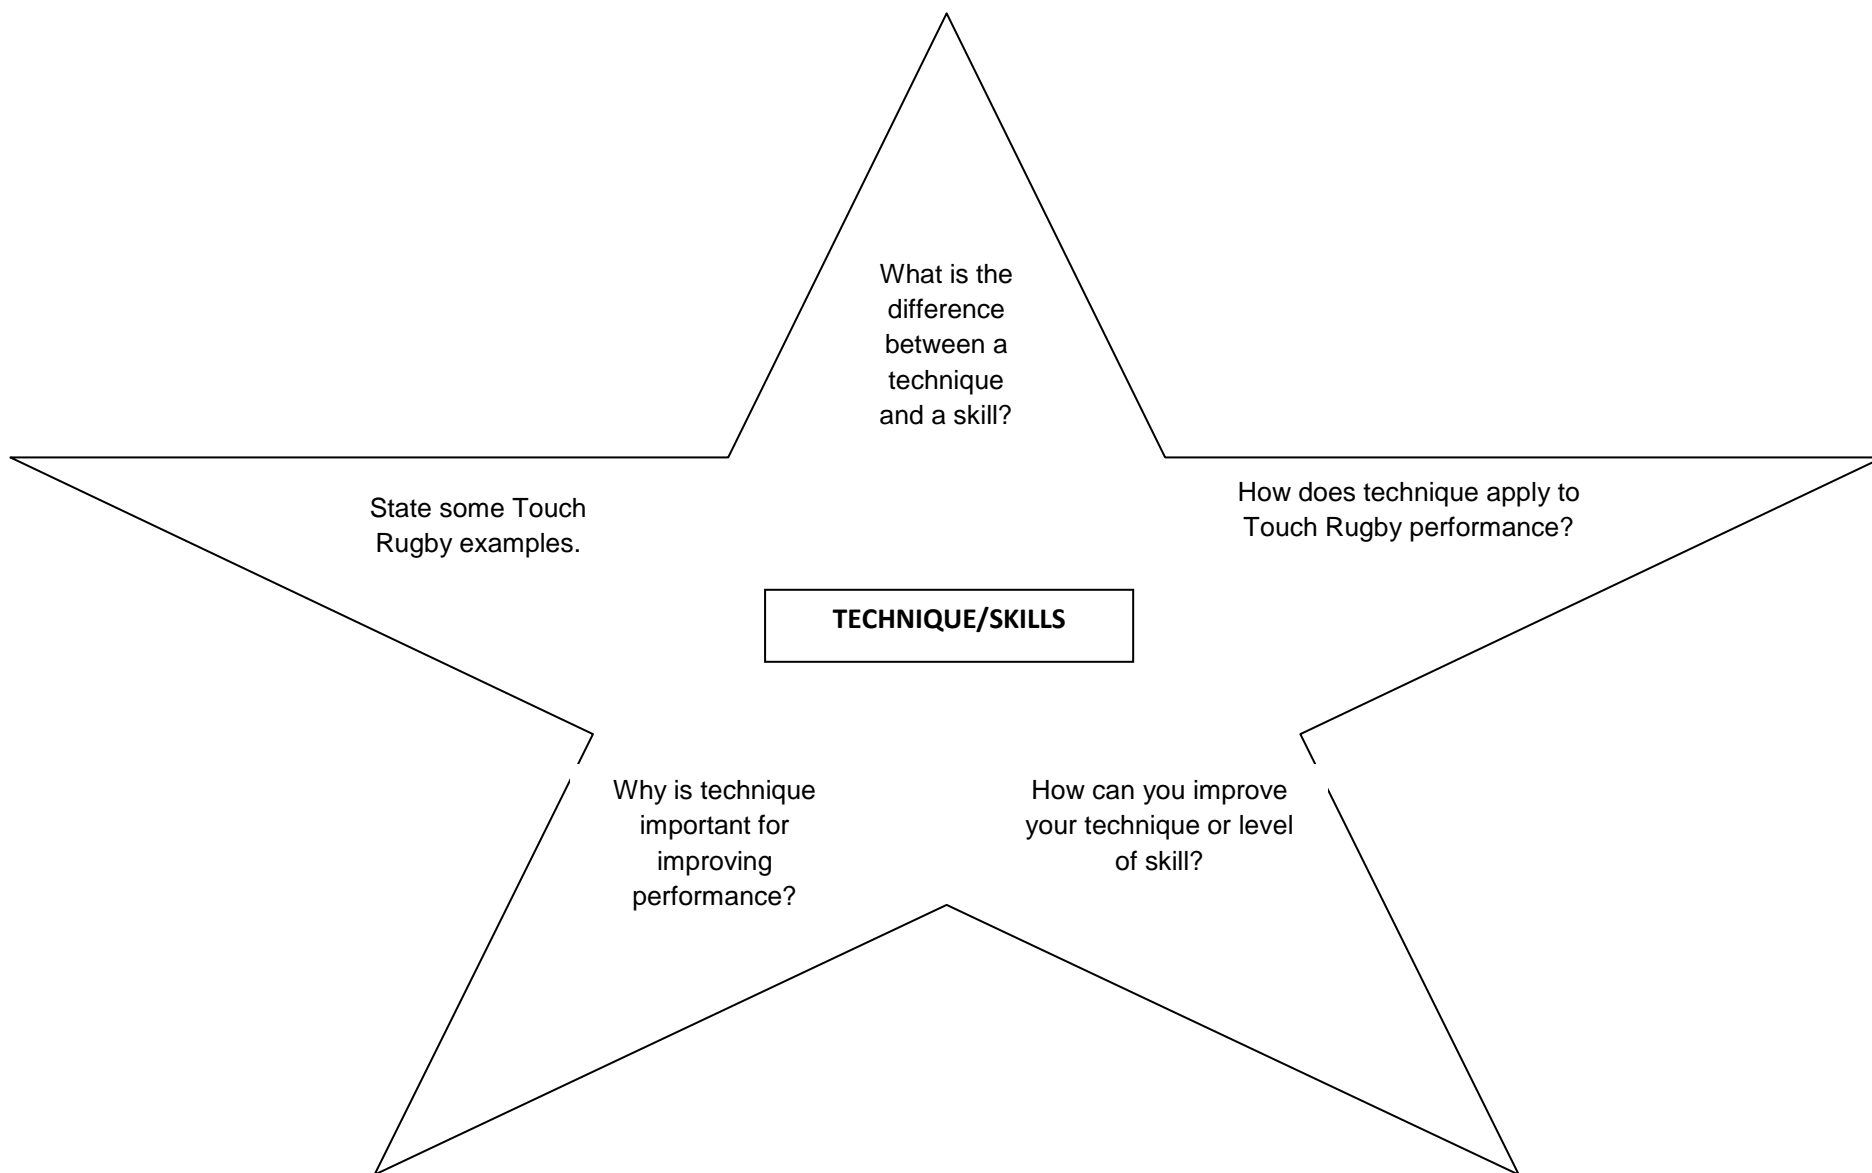 What is the
difference
between a
technique
and a skill?
State some Touch
Rugby examples.
How does technique apply to
Touch Rugby performance?
TECHNIQUE/SKILLS
Why is technique
important for
improving
performance?
How can you improve
your technique or level
of skill?